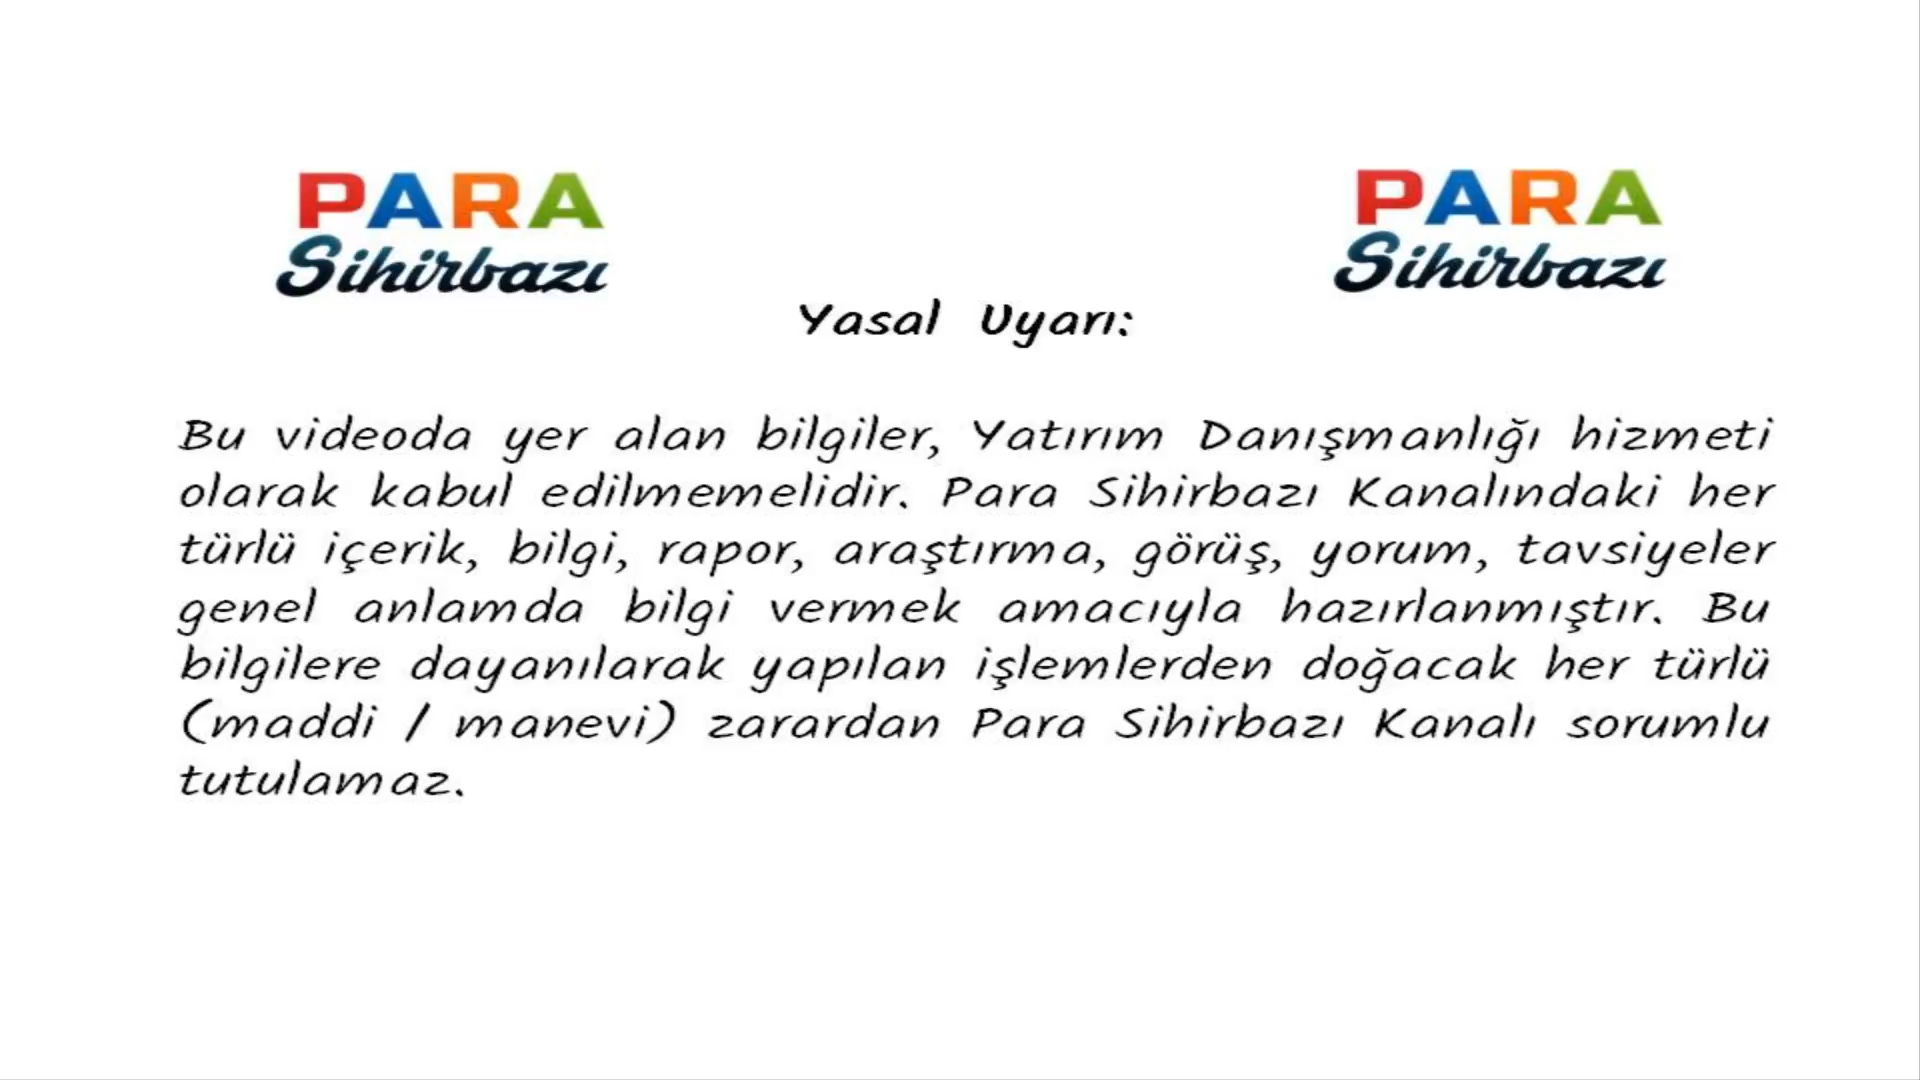 PARA
Sihirbazı
PARA
Sihirbazı
Yasal Uyarı:
Bu videoda yer alan bilgiler, Yatırım Danışmanlığı hizmeti
olarak kabul edilmemelidir. Para Sihirbazı Kanalındaki her
türlü içerik, bilgi, rapor, araştırma, görüş, yorum, tavsiyeler
genel anlamda bilgi vermek amacıyla hazırlanmıştır. Bu
bilgilere dayanılarak yapılan işlemlerden doğacak her türlü
(maddi / manevi) zarardan Para Sihirbazı Kanalı sorumlu
tutulamaz.